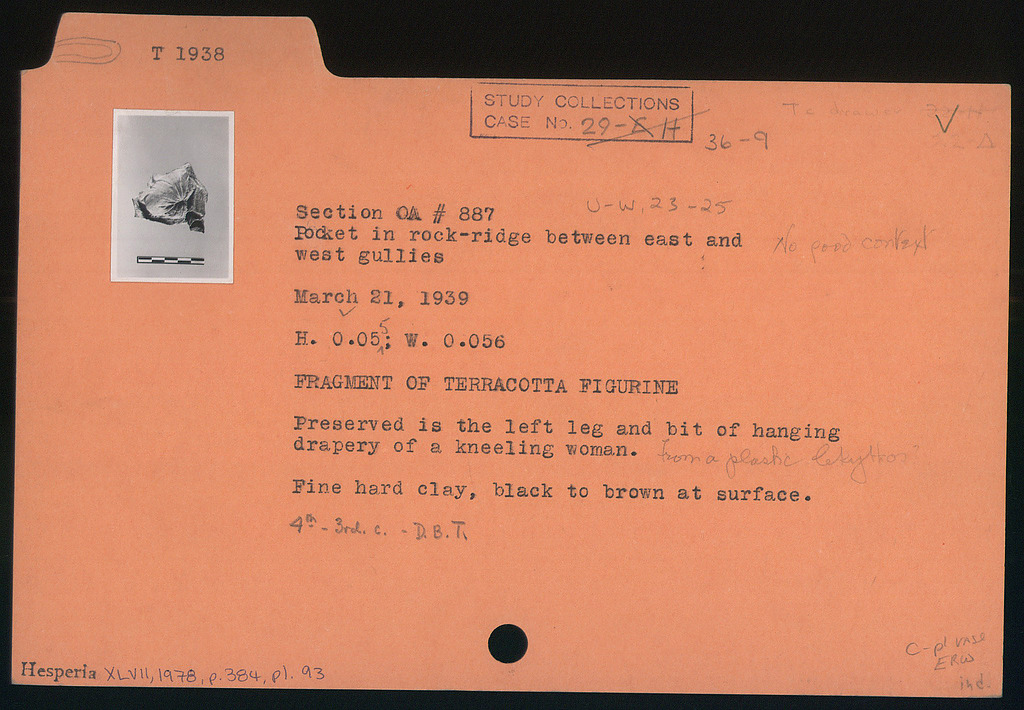 T 1938
STUDY COLLECTIONS
CASE No. 29-A H
36-9
Section OA # 887
U-W, 23-25
Pocket in rock-ridge between east and
west gullies
No good context
March 21, 1939
H. 0.055; W. 0.056
FRAGMENT OF TERRACOTTA FIGURINE
Preserved is the left leg and bit of hanging
drapery of a kneeling woman. From a plastic lekythos?
Fine hard clay, black to brown at surface.
4th - 3rd. c. - D.B.T.
C-pl vase
ERW
ind.
Hesperia XLVII, 1978, p. 384, pl. 93